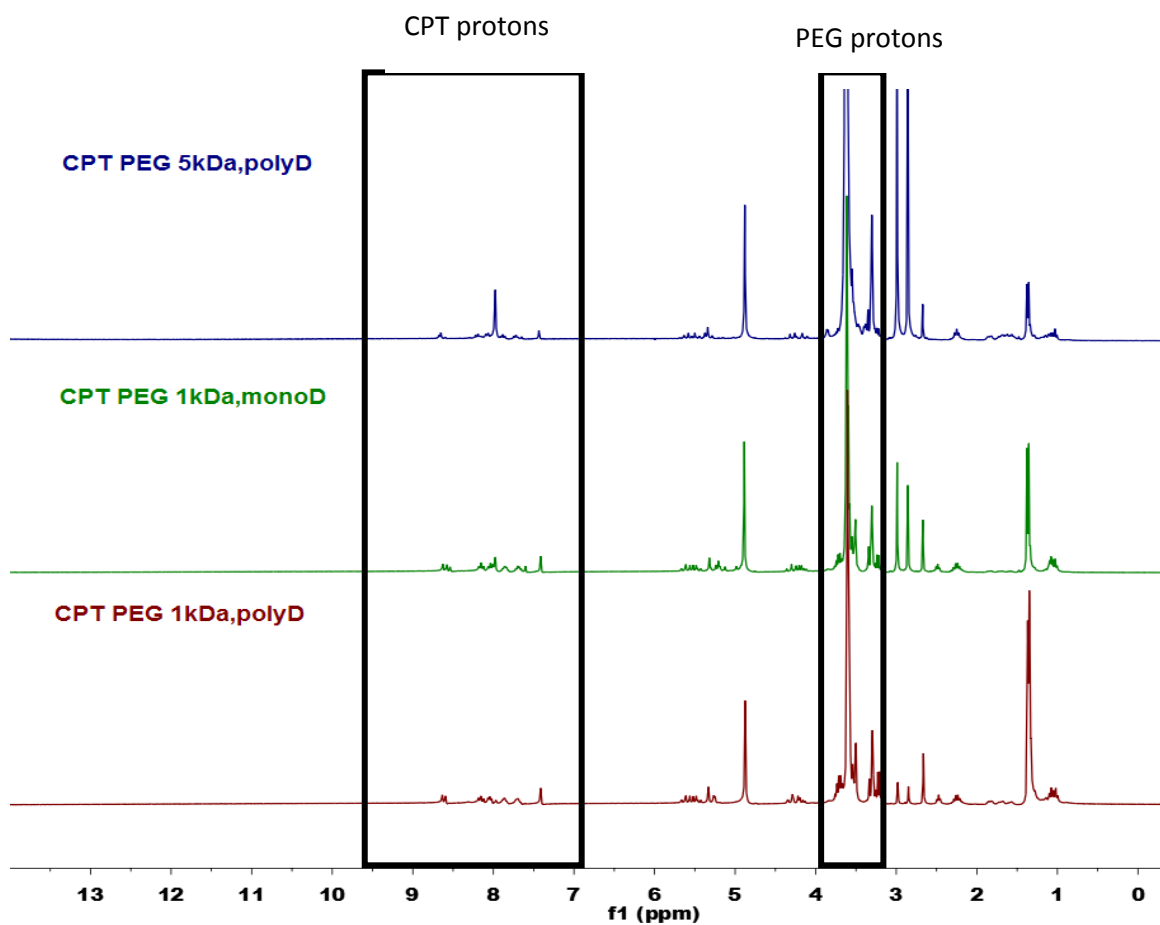 CPT protons
PEG protons
CPT PEG 5kDa,polyD
CPT PEG 1kDa,monoD
CPT PEG 1kDa,polyD
13 12 11 10 9 8 7 6 5 4 3 2 1 0
f1 (ppm)